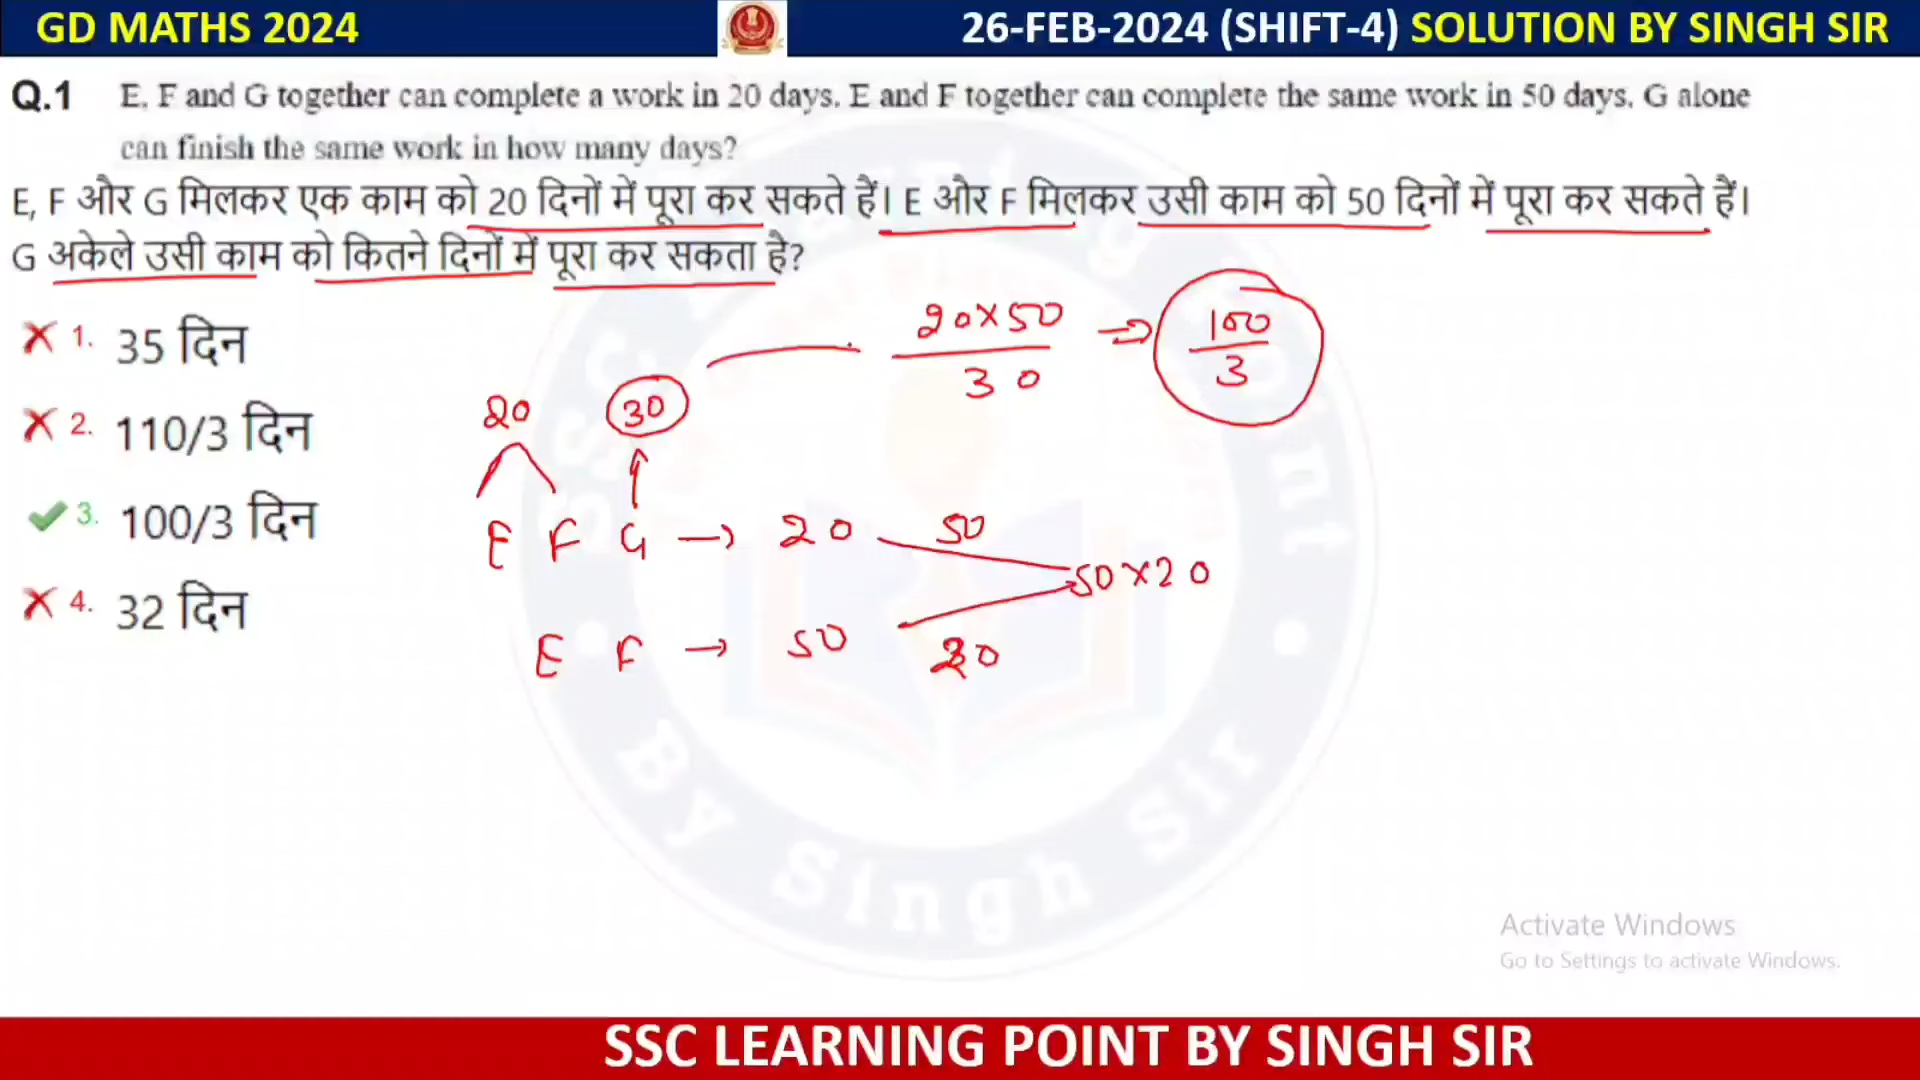 GD MATHS 2024
26-FEB-2024 (SHIFT-4) SOLUTION BY SINGH SIR
Q.1 E, F and G together can complete a work in 20 days. E and F together can complete the same work in 50 days. G alone
can finish the same work in how many days?
E, F और G मिलकर एक काम को 20 दिनों में पूरा कर सकते हैं। E और F मिलकर उसी काम को 50 दिनों में पूरा कर सकते हैं।
G अकेले उसी काम को कितने दिनों में पूरा कर सकता है?
1. 35 दिन
2. 110/3 दिन
3. 100/3 दिन
4. 32 दिन
20×50
30
⇒ 100
3
20 30
E F G → 20 50
50×20
E F → 50 20
By Singh Sir
Activate Windows
Go to Settings to activate Windows.
SSC LEARNING POINT BY SINGH SIR